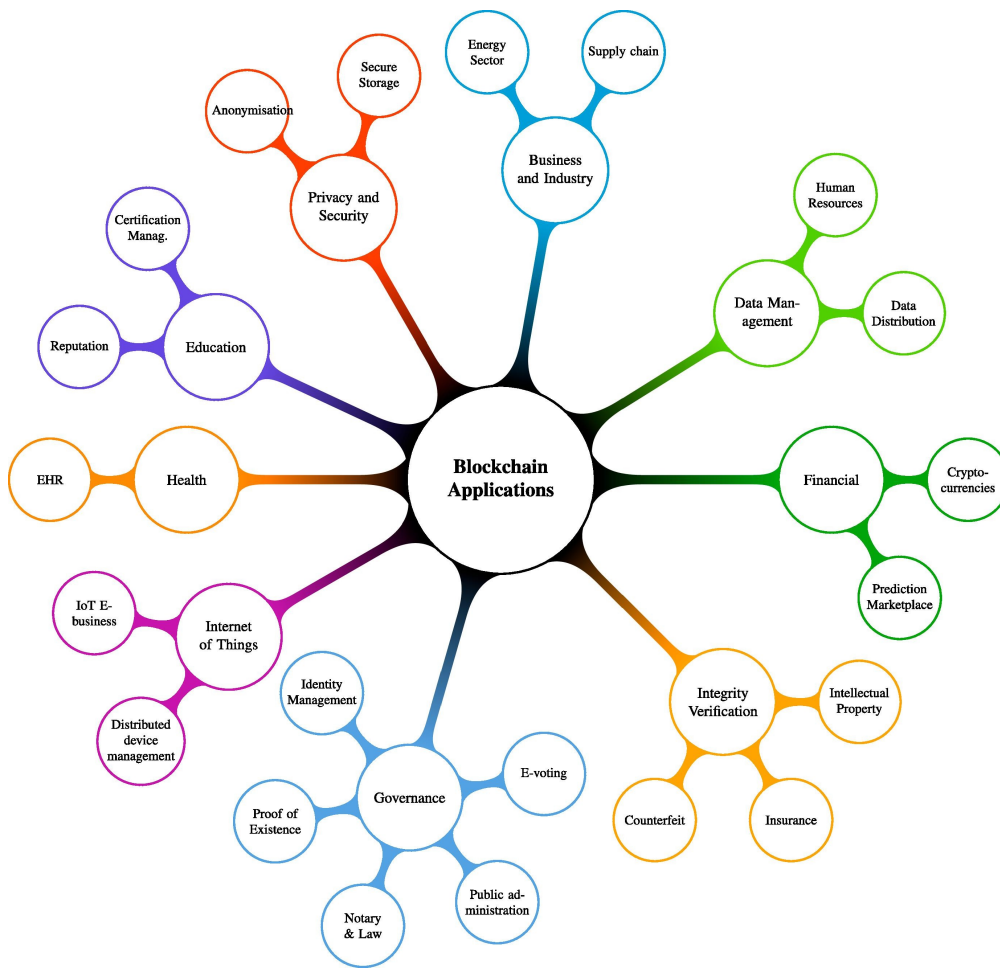 Energy
Sector
Supply chain
Secure
Storage
Anonymisation
Business
and Industry
Privacy and
Security
Human
Resources
Certification
Manag.
Data Man-
agement
Data
Distribution
Reputation
Education
Blockchain
Applications
EHR
Health
Financial
Crypto-
currencies
IoT E-
business
Internet
of Things
Prediction
Marketplace
Distributed
device
management
Identity
Management
Integrity
Verification
Intellectual
Property
Governance
E-voting
Proof of
Existence
Counterfeit
Insurance
Notary
& Law
Public ad-
ministration